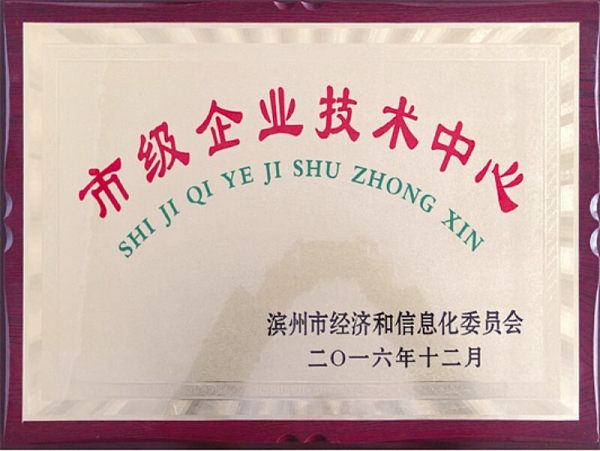 市级企业技术中心
SHI JI QI YE JI SHU ZHONG XIN
滨州市经济和信息化委员会
二〇一六年十二月